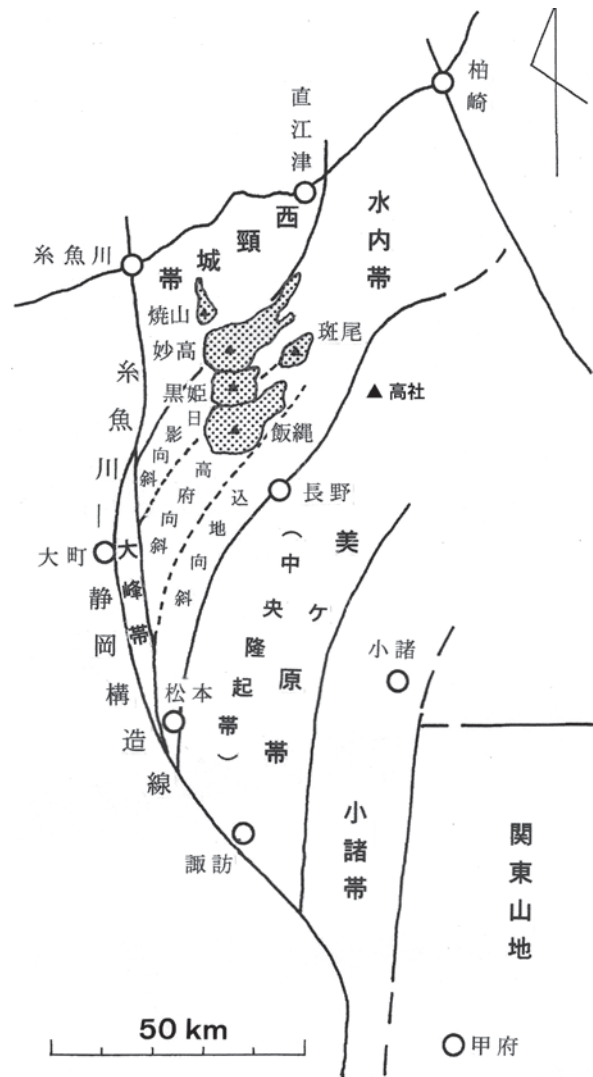 柏崎
直江津
水内帯
西頸城帯
糸魚川
焼山
斑尾
妙高
黒姫
高社
飯縄
日影向斜
高府向斜
込地向斜
長野
糸魚川―静岡構造線
大町
大峰帯
美ケ原帯
(中央隆起帯)
小諸
松本
小諸帯
関東山地
諏訪
50 km
甲府